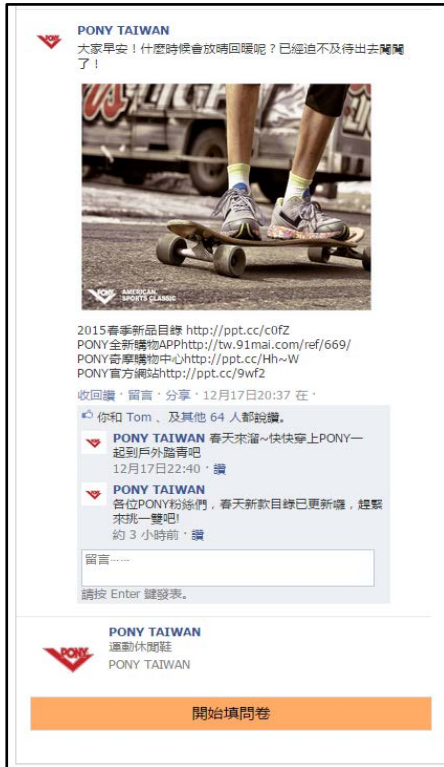 PONY TAIWAN
大家早安！什麼時候會放晴回暖呢？已經迫不及待出去闖闖
了！
PONY
AMERICAN
SPORTS CLASSIC
2015春季新品目錄 http://ppt.cc/c0fZ
PONY全新購物APPhttp://tw.91mai.com/ref/669/
PONY奇摩購物中心http://ppt.cc/Hh~W
PONY官方網站http://ppt.cc/9wf2
收回讚・留言・分享・12月17日20:37 在・
你和 Tom 、及其他 64 人都說讚。
PONY TAIWAN 春天來溜~快快穿上PONY一
起到戶外踏青吧
12月17日22:40・讚
PONY TAIWAN
各位PONY粉絲們，春天新款目錄已更新囉，趕緊
來挑一雙吧!
約 3 小時前・讚
留言……
請按 Enter 鍵發表。
PONY
PONY TAIWAN
運動休閒鞋
PONY TAIWAN
開始填問卷